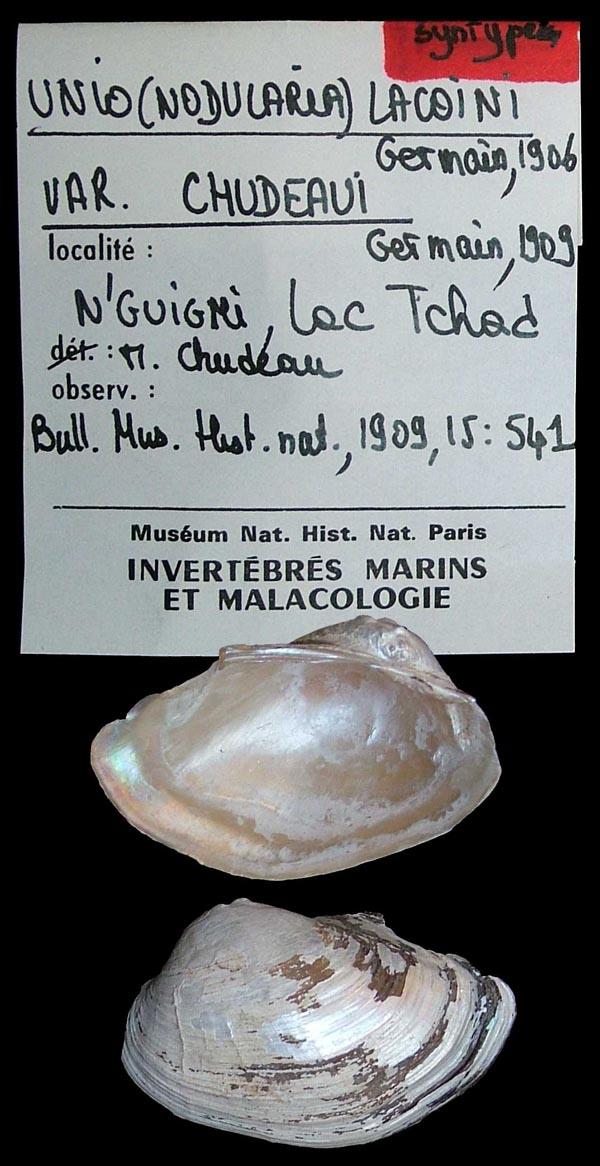 syntypes
UNIO (NODULARIA) LACOINI
Germain, 1906
VAR. CHUDEAUI
localité : Germain, 1909
N'GUIGMI, Lac Tchad
dét. : M. Chudeau
observ. :
Bull. Mus. Hist. nat., 1909, 15: 541
Muséum Nat. Hist. Nat. Paris
INVERTÉBRÉS MARINS
ET MALACOLOGIE